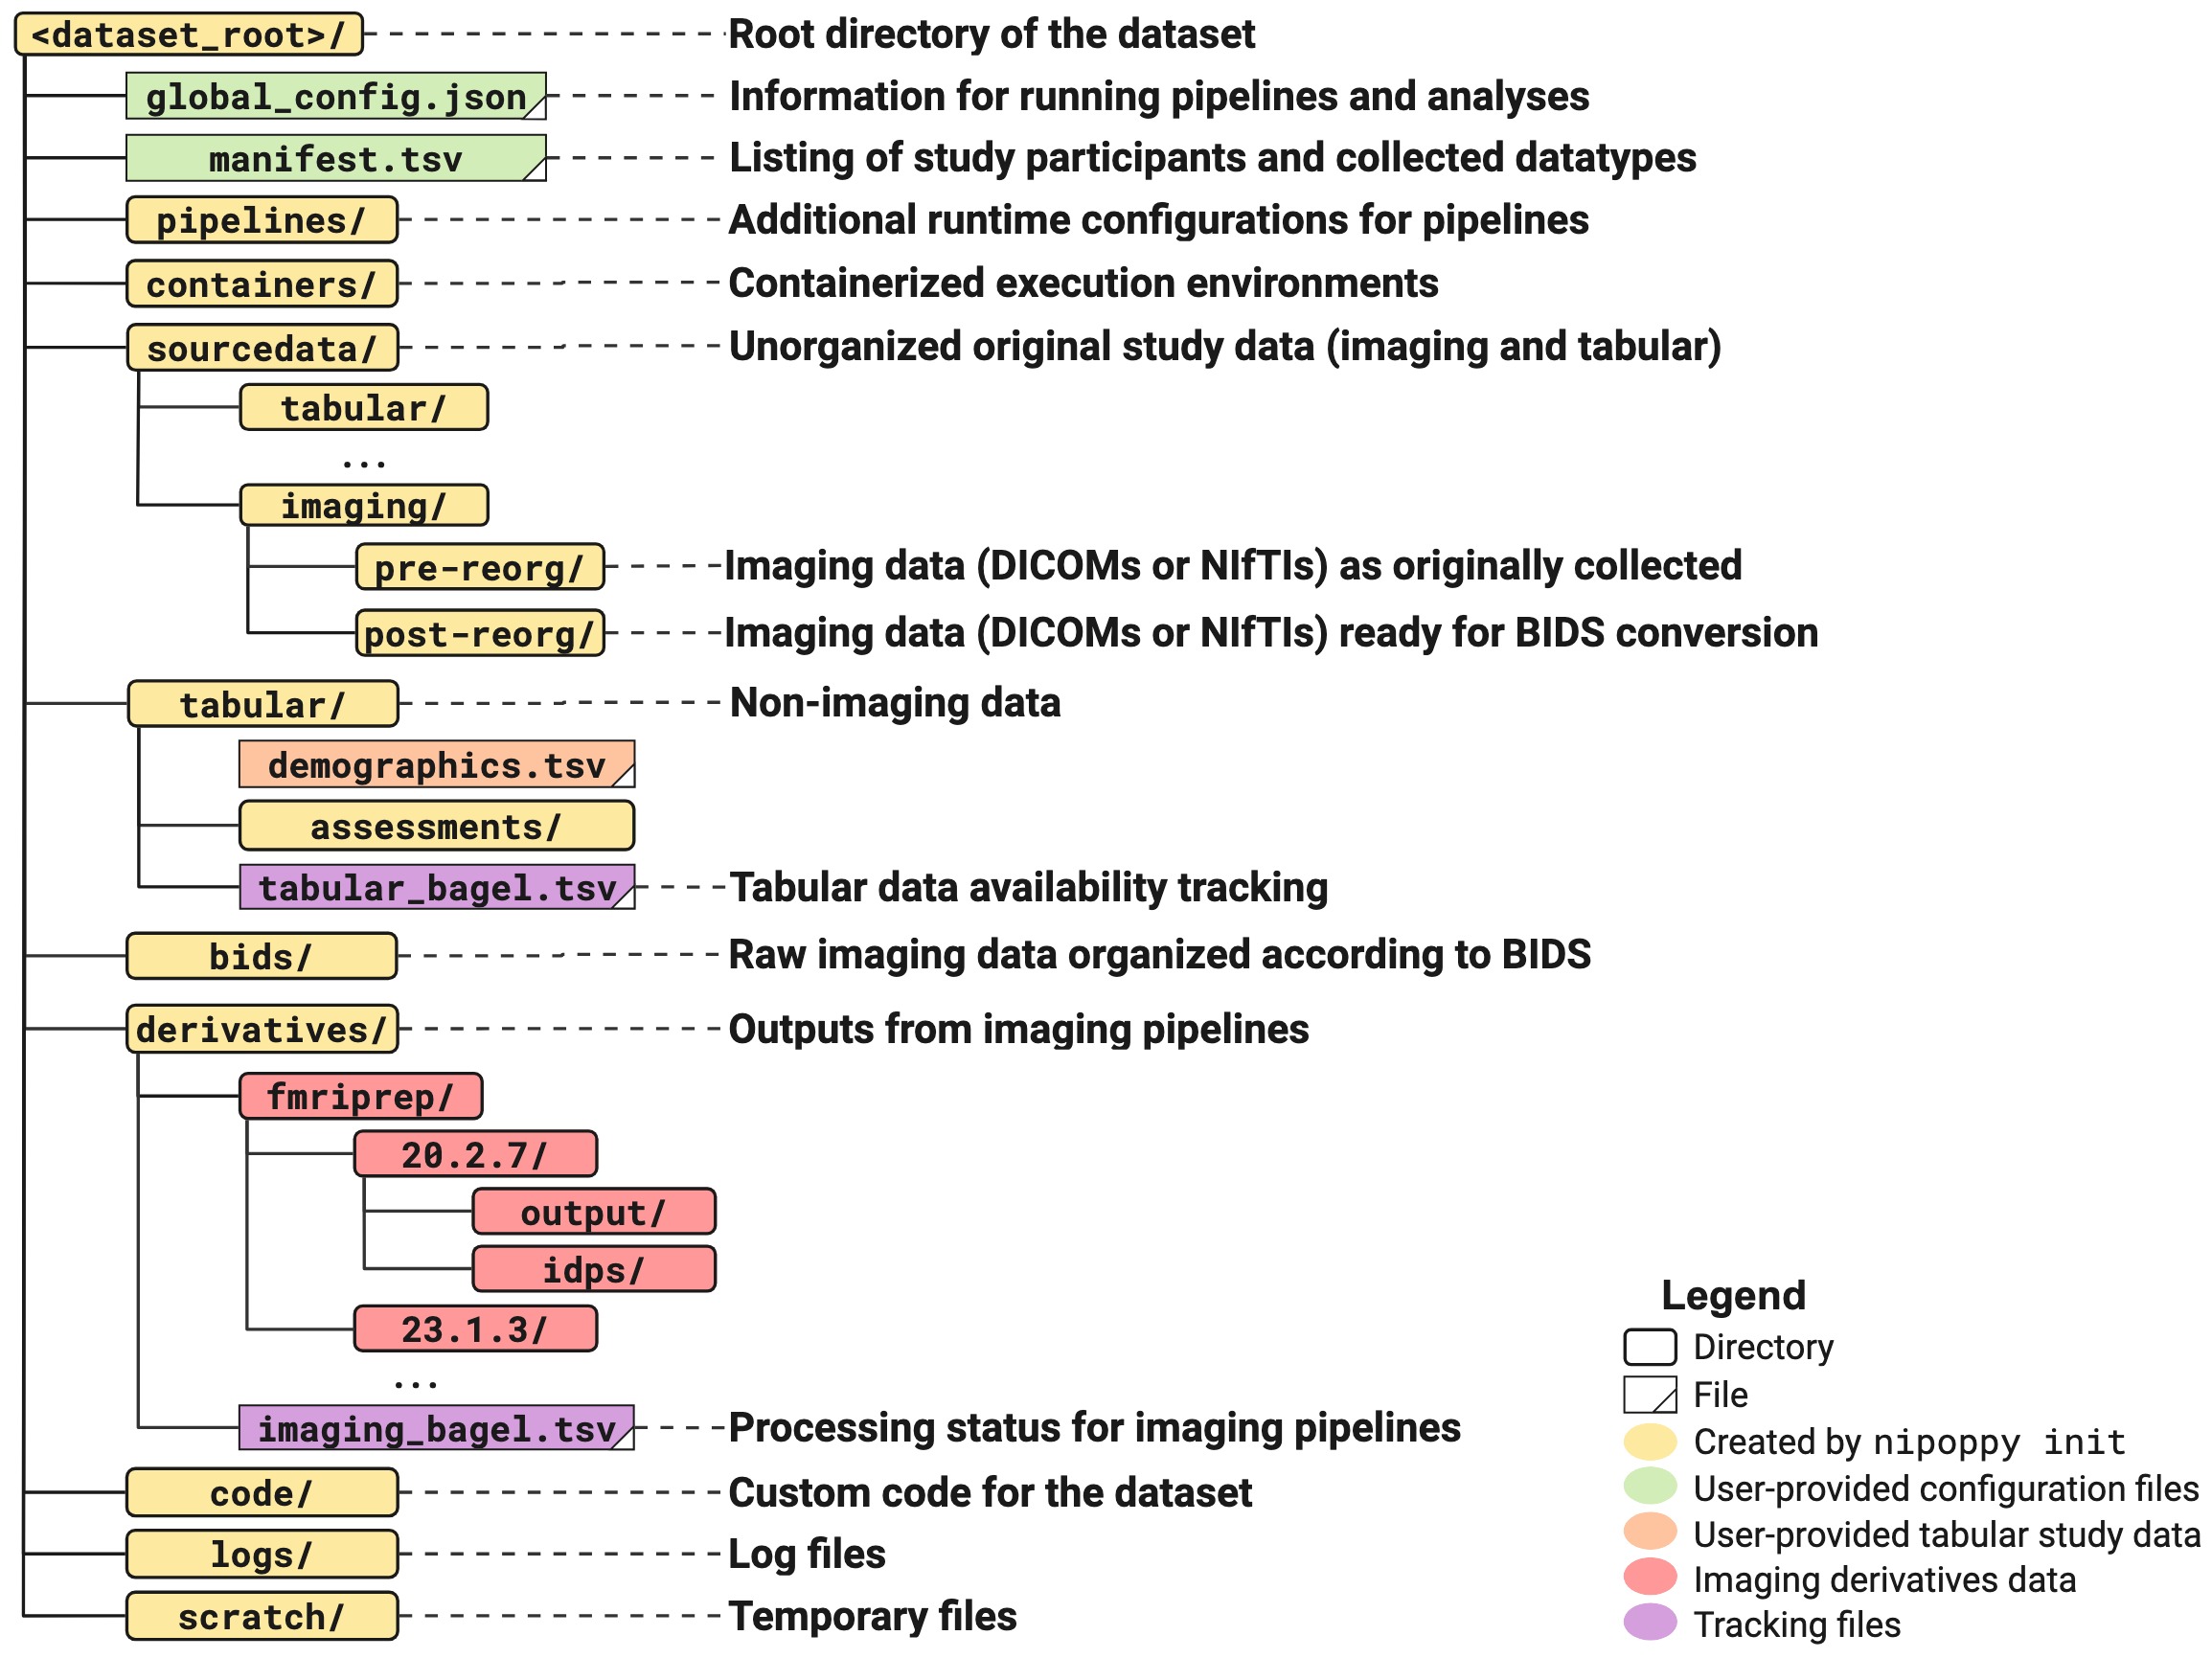 <dataset_root>/ Root directory of the dataset
global_config.json Information for running pipelines and analyses
manifest.tsv Listing of study participants and collected datatypes
pipelines/ Additional runtime configurations for pipelines
containers/ Containerized execution environments
sourcedata/ Unorganized original study data (imaging and tabular)
tabular/
...
imaging/
pre-reorg/ Imaging data (DICOMs or NIfTIs) as originally collected
post-reorg/ Imaging data (DICOMs or NIfTIs) ready for BIDS conversion
tabular/ Non-imaging data
demographics.tsv
assessments/
tabular_bagel.tsv Tabular data availability tracking
bids/ Raw imaging data organized according to BIDS
derivatives/ Outputs from imaging pipelines
fmriprep/
20.2.7/
output/
idps/
23.1.3/
...
imaging_bagel.tsv Processing status for imaging pipelines
code/ Custom code for the dataset
logs/ Log files
scratch/ Temporary files
Legend
Directory
File
Created by nipoppy init
User-provided configuration files
User-provided tabular study data
Imaging derivatives data
Tracking files